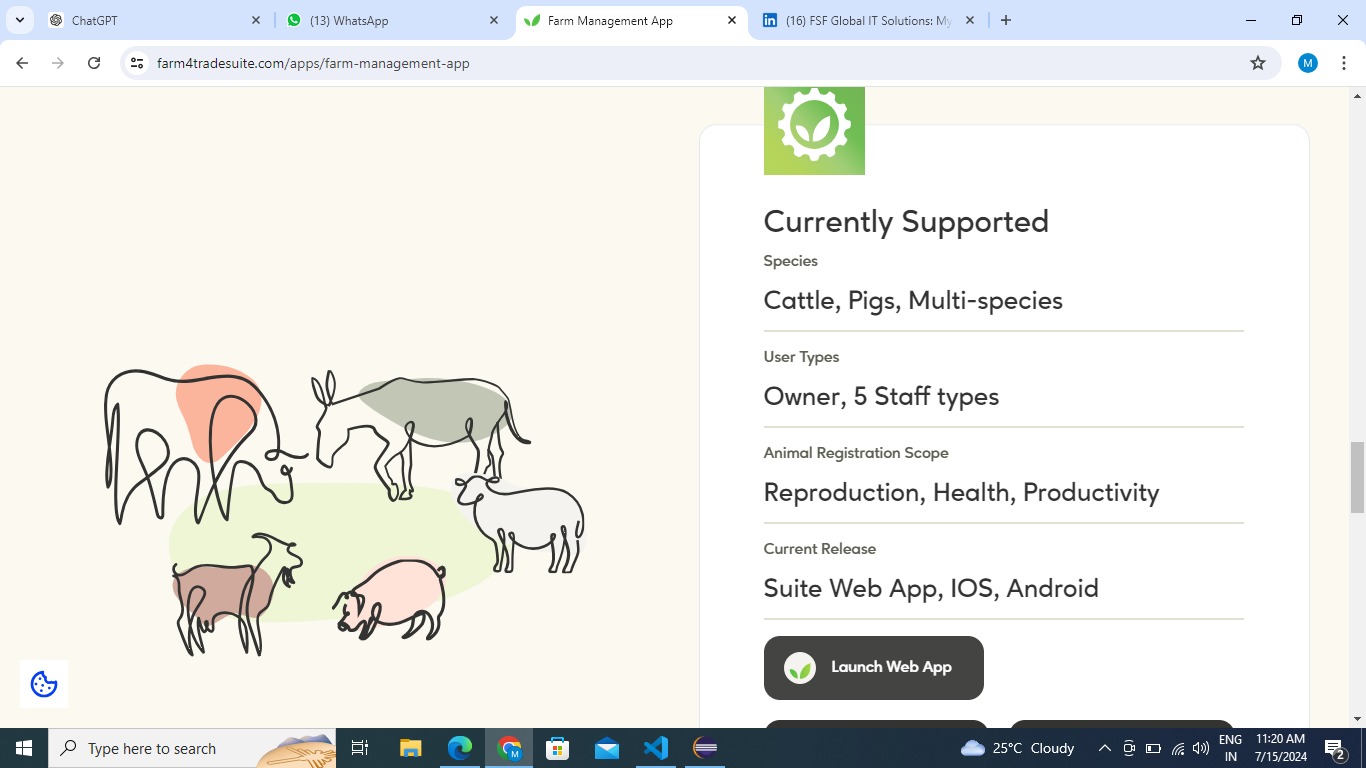 ChatGPT
(13) WhatsApp
Farm Management App
(16) FSF Global IT Solutions: My
farm4tradesuite.com/apps/farm-management-app
M
Currently Supported
Species
Cattle, Pigs, Multi-species
User Types
Owner, 5 Staff types
Animal Registration Scope
Reproduction, Health, Productivity
Current Release
Suite Web App, IOS, Android
Launch Web App
Type here to search
M
25°C Cloudy
ENG
IN
11:20 AM
7/15/2024
2